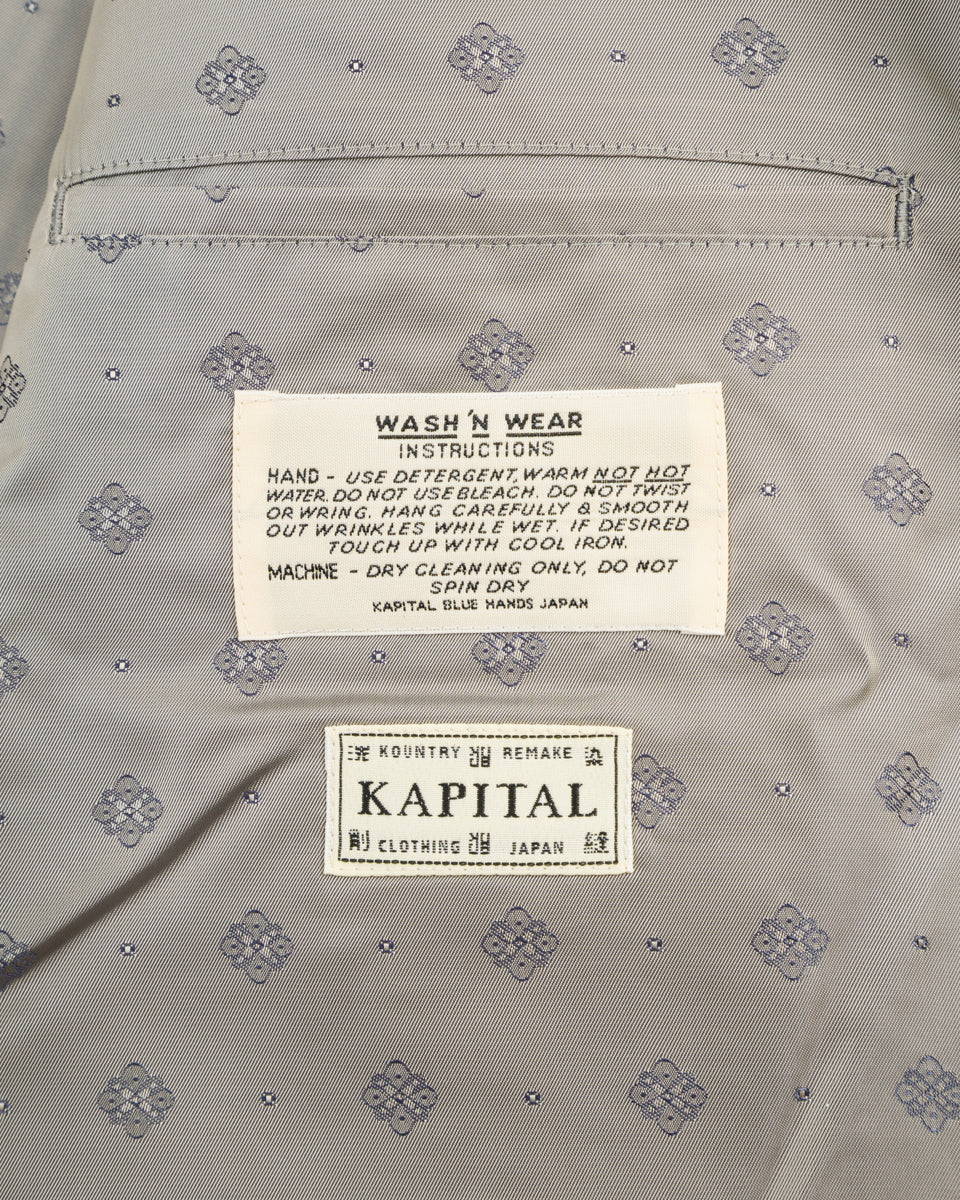 WASH 'N WEAR
INSTRUCTIONS
HAND - USE DETERGENT, WARM NOT HOT
WATER. DO NOT USE BLEACH. DO NOT TWIST
OR WRING. HANG CAREFULLY & SMOOTH
OUT WRINKLES WHILE WET. IF DESIRED
TOUCH UP WITH COOL IRON.
MACHINE - DRY CLEANING ONLY, DO NOT
SPIN DRY
KAPITAL BLUE HANDS JAPAN
KOUNTRY REMAKE
KAPITAL
CLOTHING JAPAN